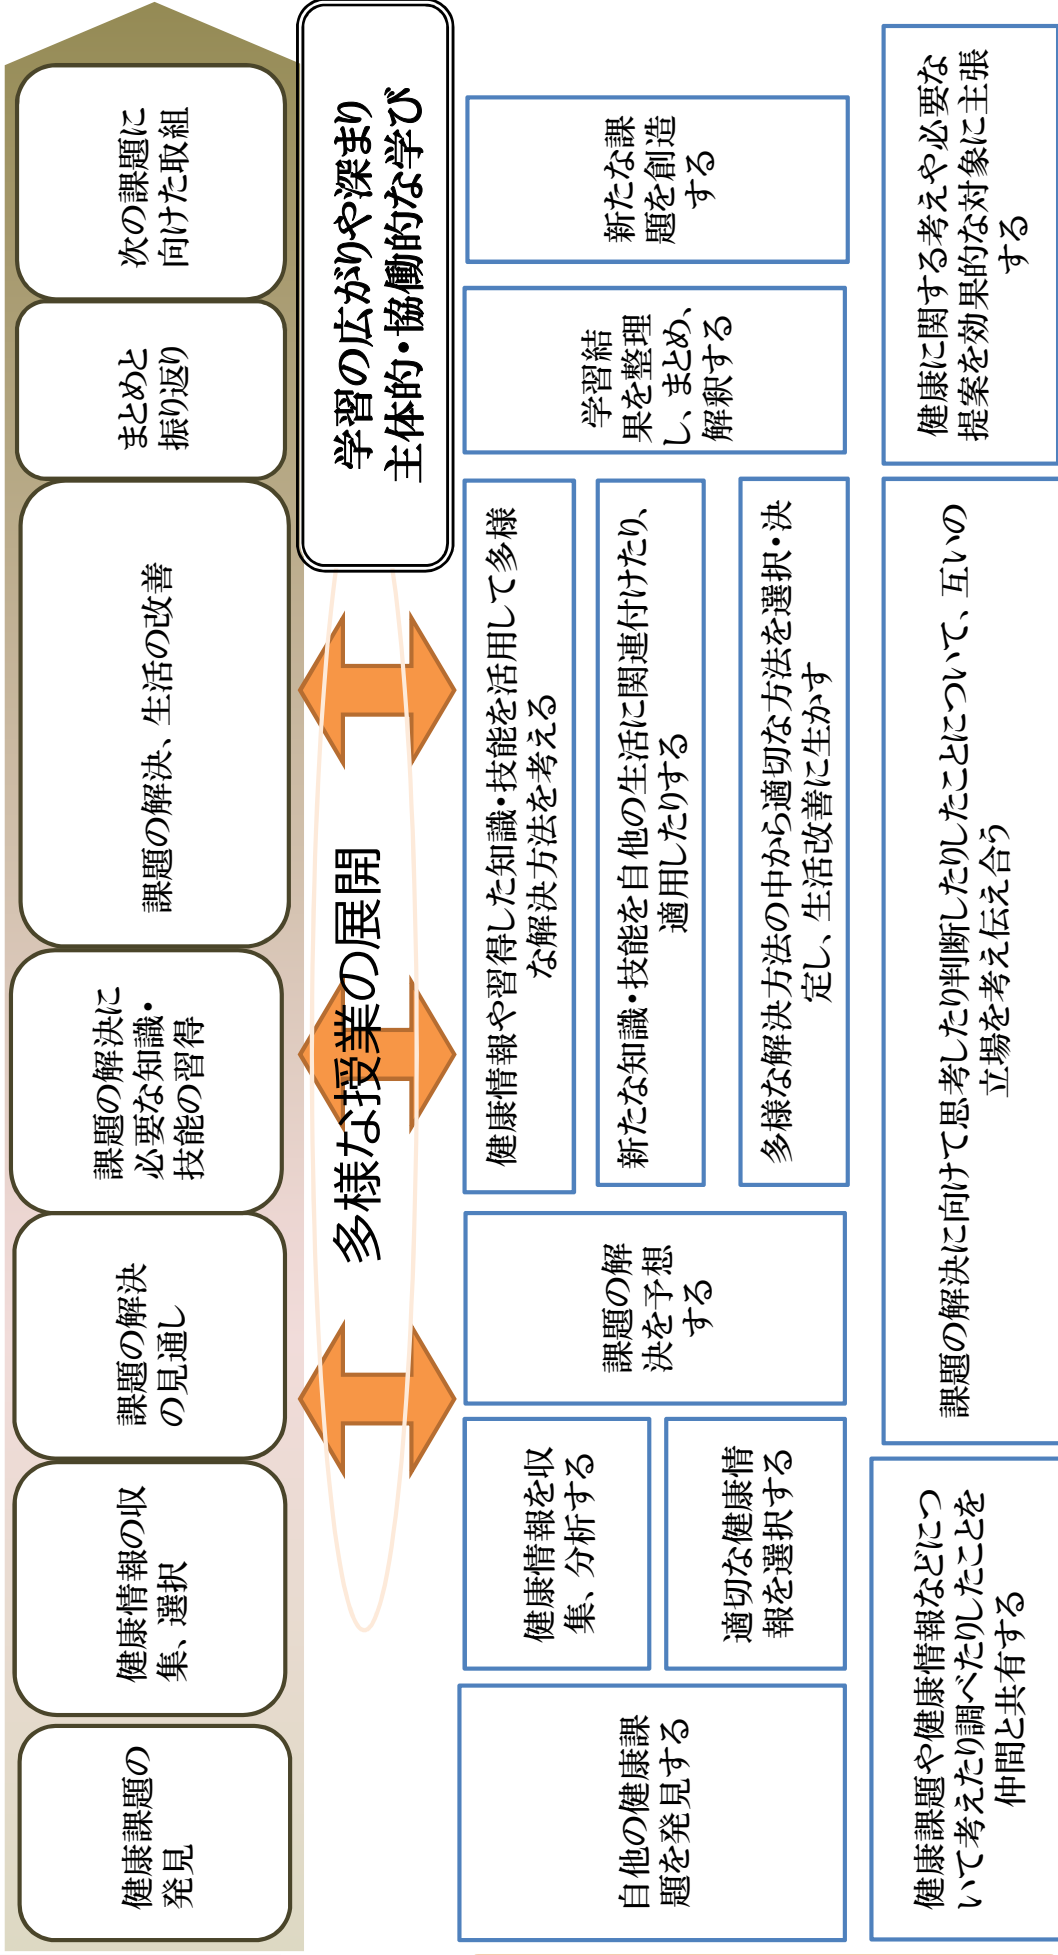 健康課題の
発見
健康情報の収
集、選択
課題の解決
の見通し
課題の解決に
必要な知識・
技能の習得
課題の解決、生活の改善
まとめと
振り返り
次の課題に
向けた取組
多様な授業の展開
学習の広がりや深まり
主体的・協働的な学び
自他の健康課
題を発見する
健康情報を収
集、分析する
適切な健康情
報を選択する
課題の解
決を予想
する
健康情報や習得した知識・技能を活用して多様
な解決方法を考える
新たな知識・技能を自他の生活に関連付けたり、
適用したりする
多様な解決方法の中から適切な方法を選択・決
定し、生活改善に生かす
学習結
果を整理
し、まとめ、
解釈する
新たな課
題を創造
する
健康課題や健康情報などにつ
いて考えたり調べたりしたことを
仲間と共有する
課題の解決に向けて思考したり判断したりしたことについて、互いの
立場を考え伝え合う
健康に関する考えや必要な
提案を効果的な対象に主張
する